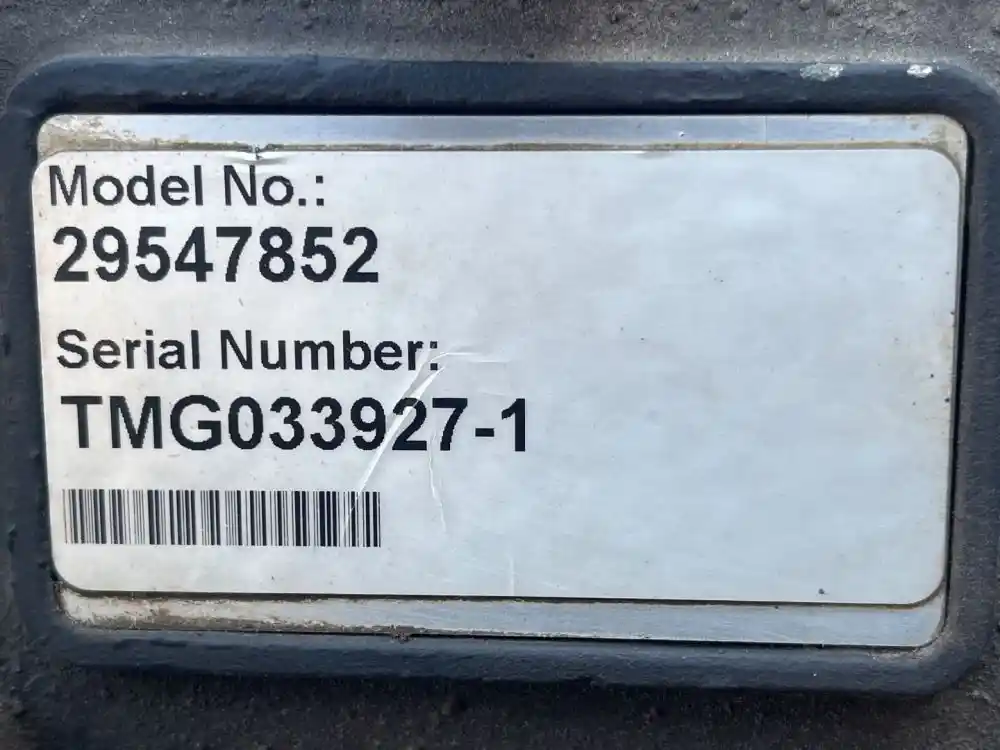 Model No.:
29547852
Serial Number:
TMG033927-1